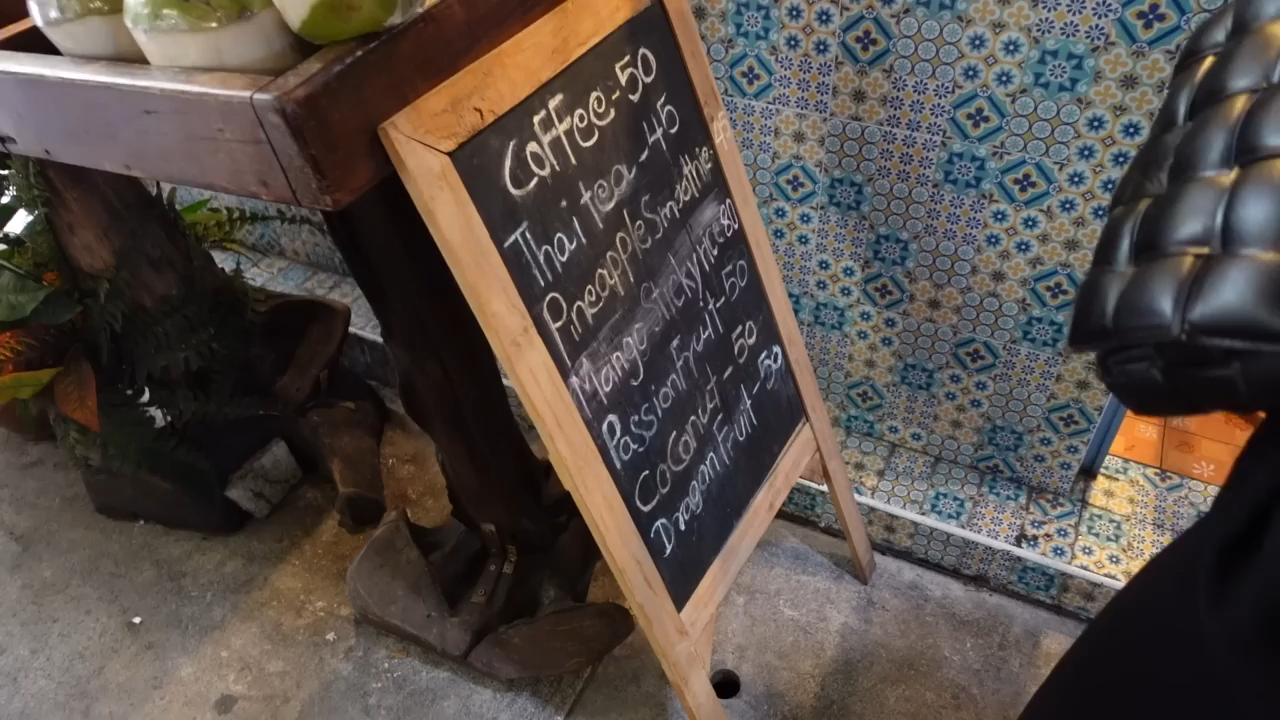 Coffee-50
Thai tea-45
Pineapple Smoothie-45
Mango Sticky rice 80
Passion Fruit-50
Coconut-50
Dragon Fruit-50